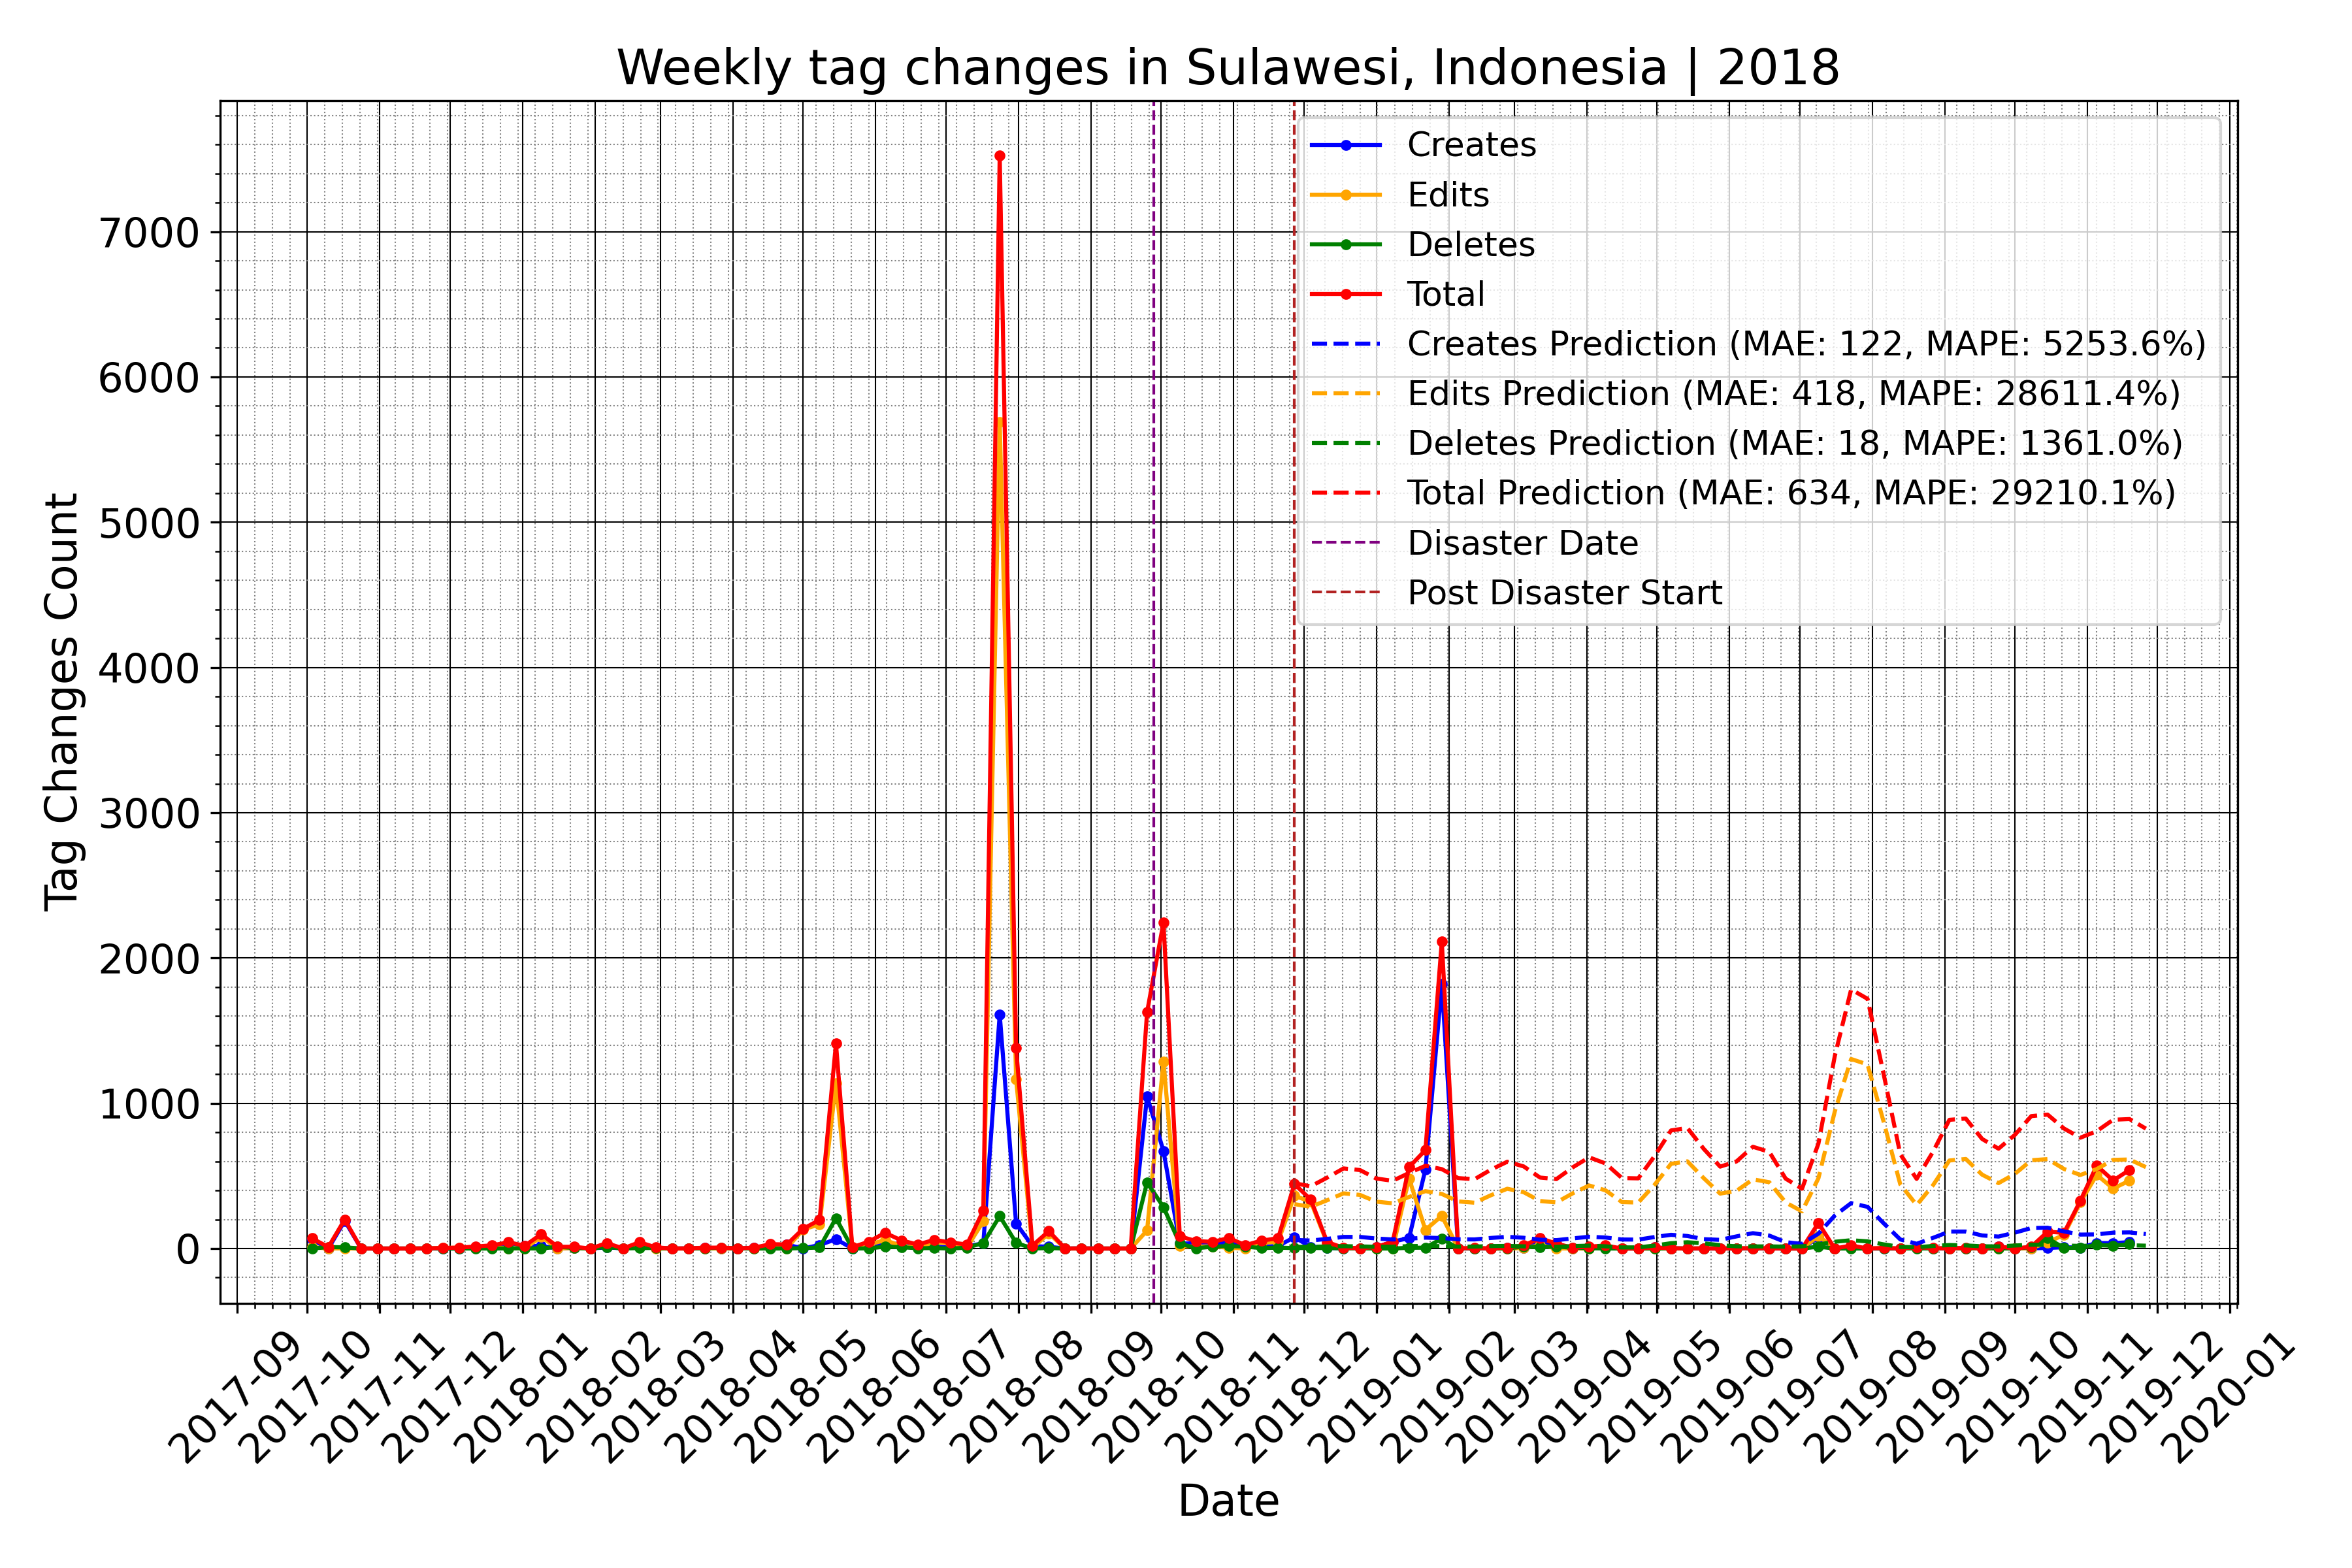 Weekly tag changes in Sulawesi, Indonesia | 2018
Tag Changes Count
7000
6000
5000
4000
3000
2000
1000
0
Creates
Edits
Deletes
Total
Creates Prediction (MAE: 122, MAPE: 5253.6%)
Edits Prediction (MAE: 418, MAPE: 28611.4%)
Deletes Prediction (MAE: 18, MAPE: 1361.0%)
Total Prediction (MAE: 634, MAPE: 29210.1%)
Disaster Date
Post Disaster Start
2017-09
2017-10
2017-11
2017-12
2018-01
2018-02
2018-03
2018-04
2018-05
2018-06
2018-07
2018-08
2018-09
2018-10
2018-11
2018-12
2019-01
2019-02
2019-03
2019-04
2019-05
2019-06
2019-07
2019-08
2019-09
2019-10
2019-11
2019-12
2020-01
Date